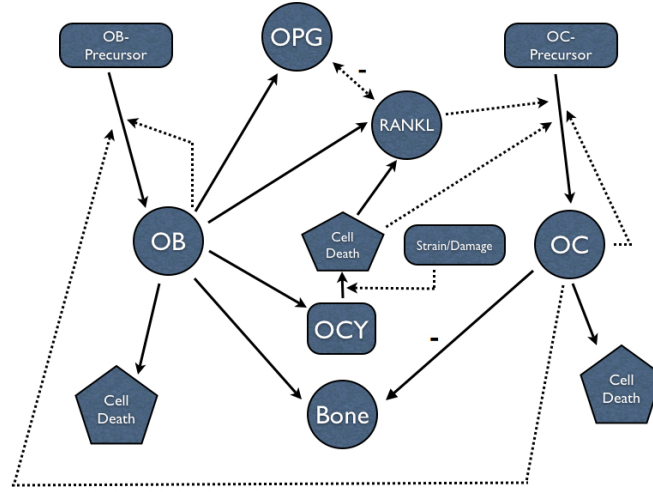 OB-
Precursor
OPG
-
OC-
Precursor
RANKL
OB
Cell
Death
Strain/Damage
OC
OCY
-
Cell
Death
Bone
Cell
Death